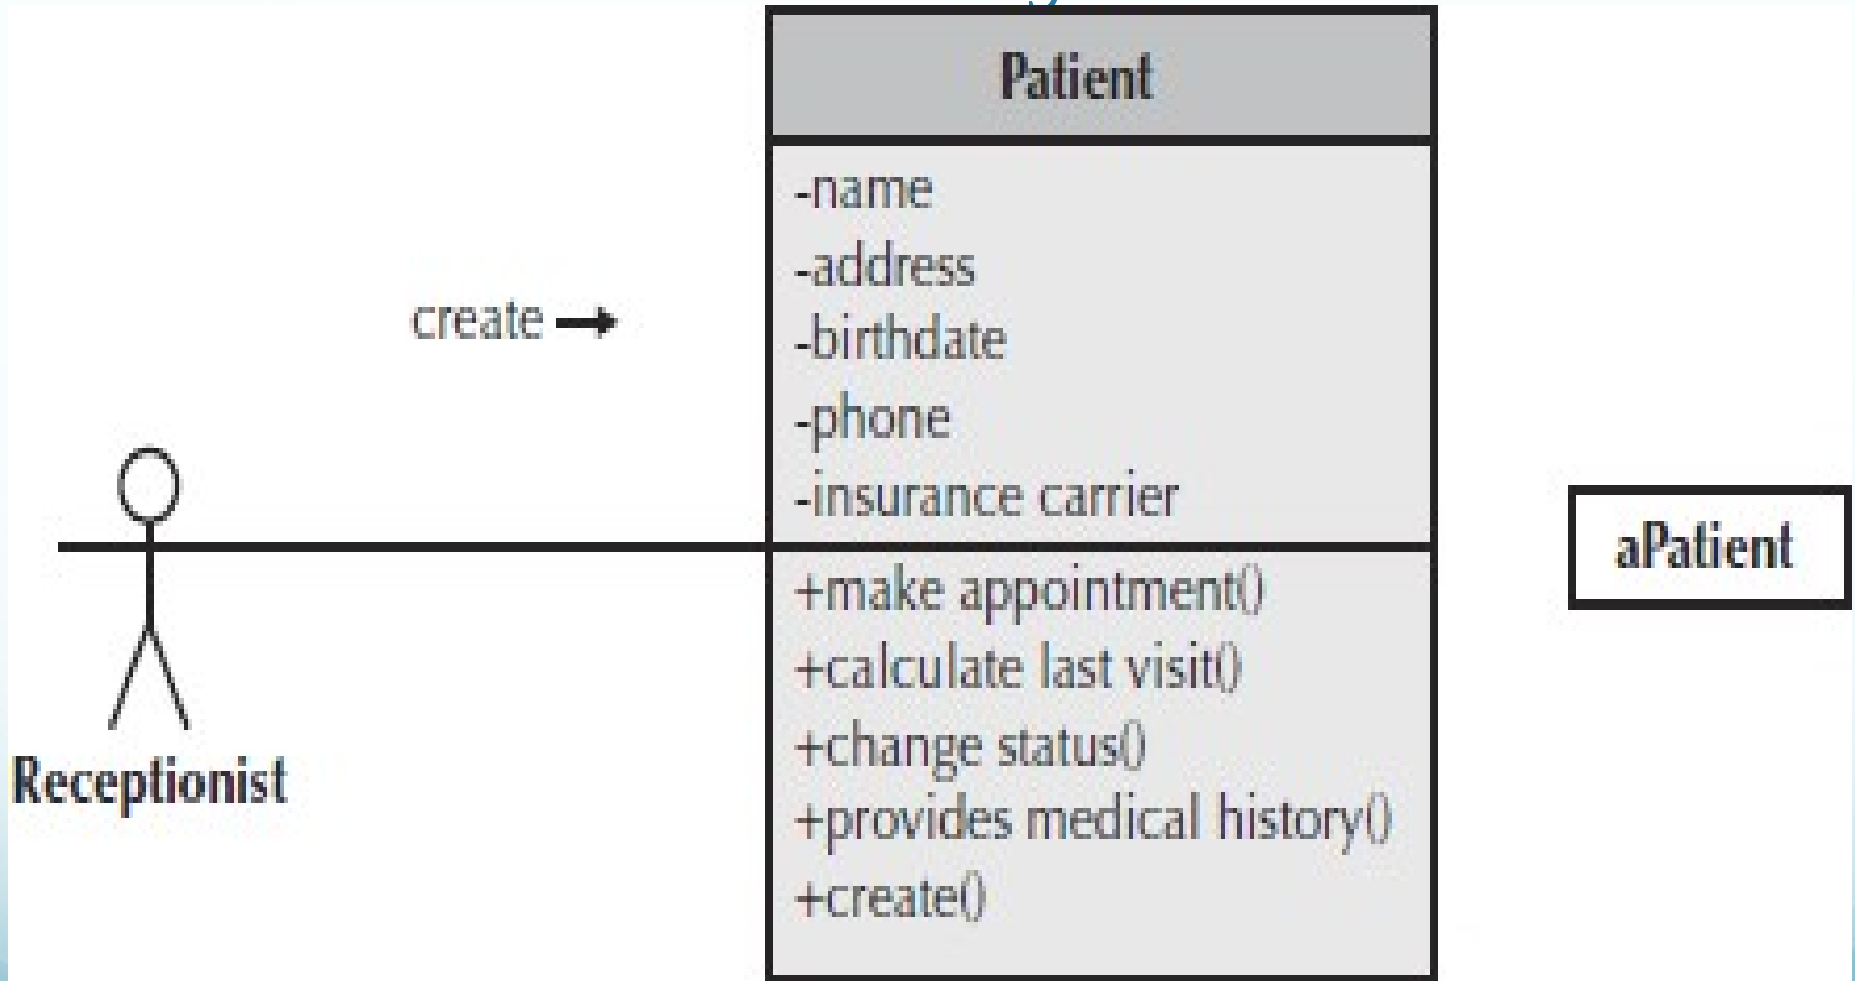 Patient
-name
-address
create
-birthdate
-phone
-insurance carrier
aPatient
+make appointment()
+calculate last visit()
+change status()
Receptionist
+provides medical history()
+create()